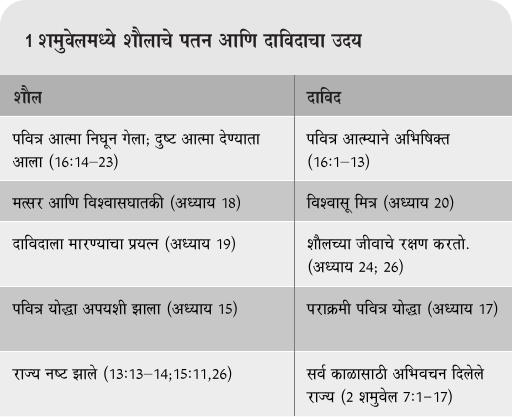 1 शमुवेलमध्ये शौलाचे पतन आणि दाविदाचा उदय
शौल
दाविद
पवित्र आत्मा निघून गेला; दुष्ट आत्मा देण्याता
आला (16:14–23)
पवित्र आत्म्याने अभिषिक्त
(16:1–13)
मत्सर आणि विश्वासघातकी (अध्याय 18)
विश्वासू मित्र (अध्याय 20)
दाविदाला मारण्याचा प्रयत्न (अध्याय 19)
शौलच्या जीवाचे रक्षण करतो.
(अध्याय 24; 26)
पवित्र योद्धा अपयशी झाला (अध्याय 15)
पराक्रमी पवित्र योद्धा (अध्याय 17)
राज्य नष्ट झाले (13:13–14;15:11,26)
सर्व काळासाठी अभिवचन दिलेले
राज्य (2 शमुवेल 7:1–17)